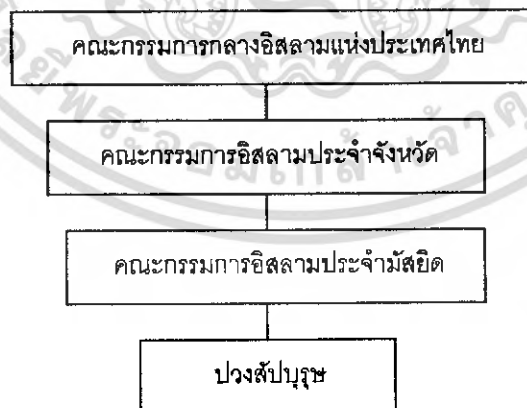 คณะกรรมการกลางอิสลามแห่งประเทศไทย
คณะกรรมการอิสลามประจำจังหวัด
คณะกรรมการอิสลามประจำมัสยิด
ปวงสัปบุรุษ